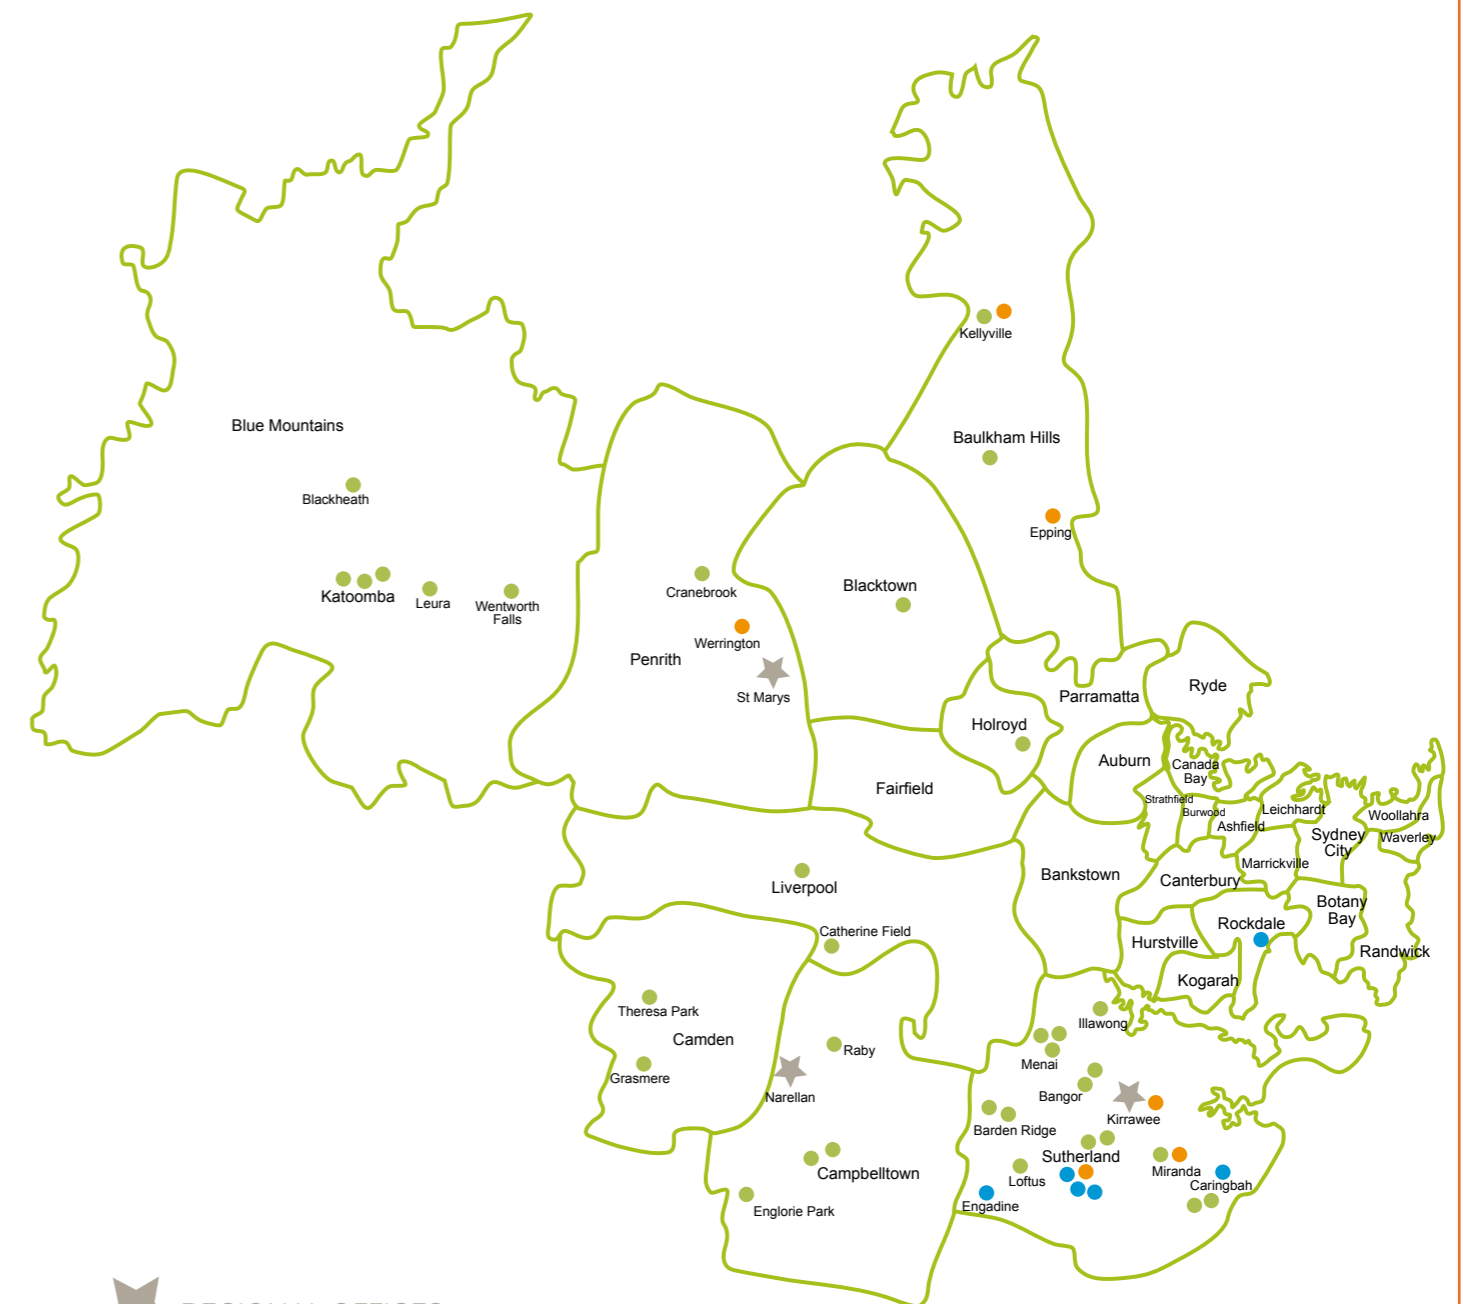 Kellyville
Blue Mountains
Baulkham Hills
Blackheath
Epping
Cranebrook
Blacktown
Katoomba
Leura
Wentworth
Falls
Werrington
Penrith
St Marys
Parramatta
Ryde
Holroyd
Auburn
Canada
Bay
Fairfield
Strathfield
Burwood
Leichhardt
Ashfield
Woollahra
Sydney
City
Waverley
Marrickville
Bankstown
Canterbury
Liverpool
Botany
Bay
Catherine Field
Rockdale
Hurstville
Randwick
Kogarah
Theresa Park
Illawong
Camden
Raby
Menai
Grasmere
Narellan
Bangor
Kirrawee
Barden Ridge
Sutherland
Campbelltown
Miranda
Loftus
Caringbah
Englorie Park
Engadine
REGIONAL OFFICES